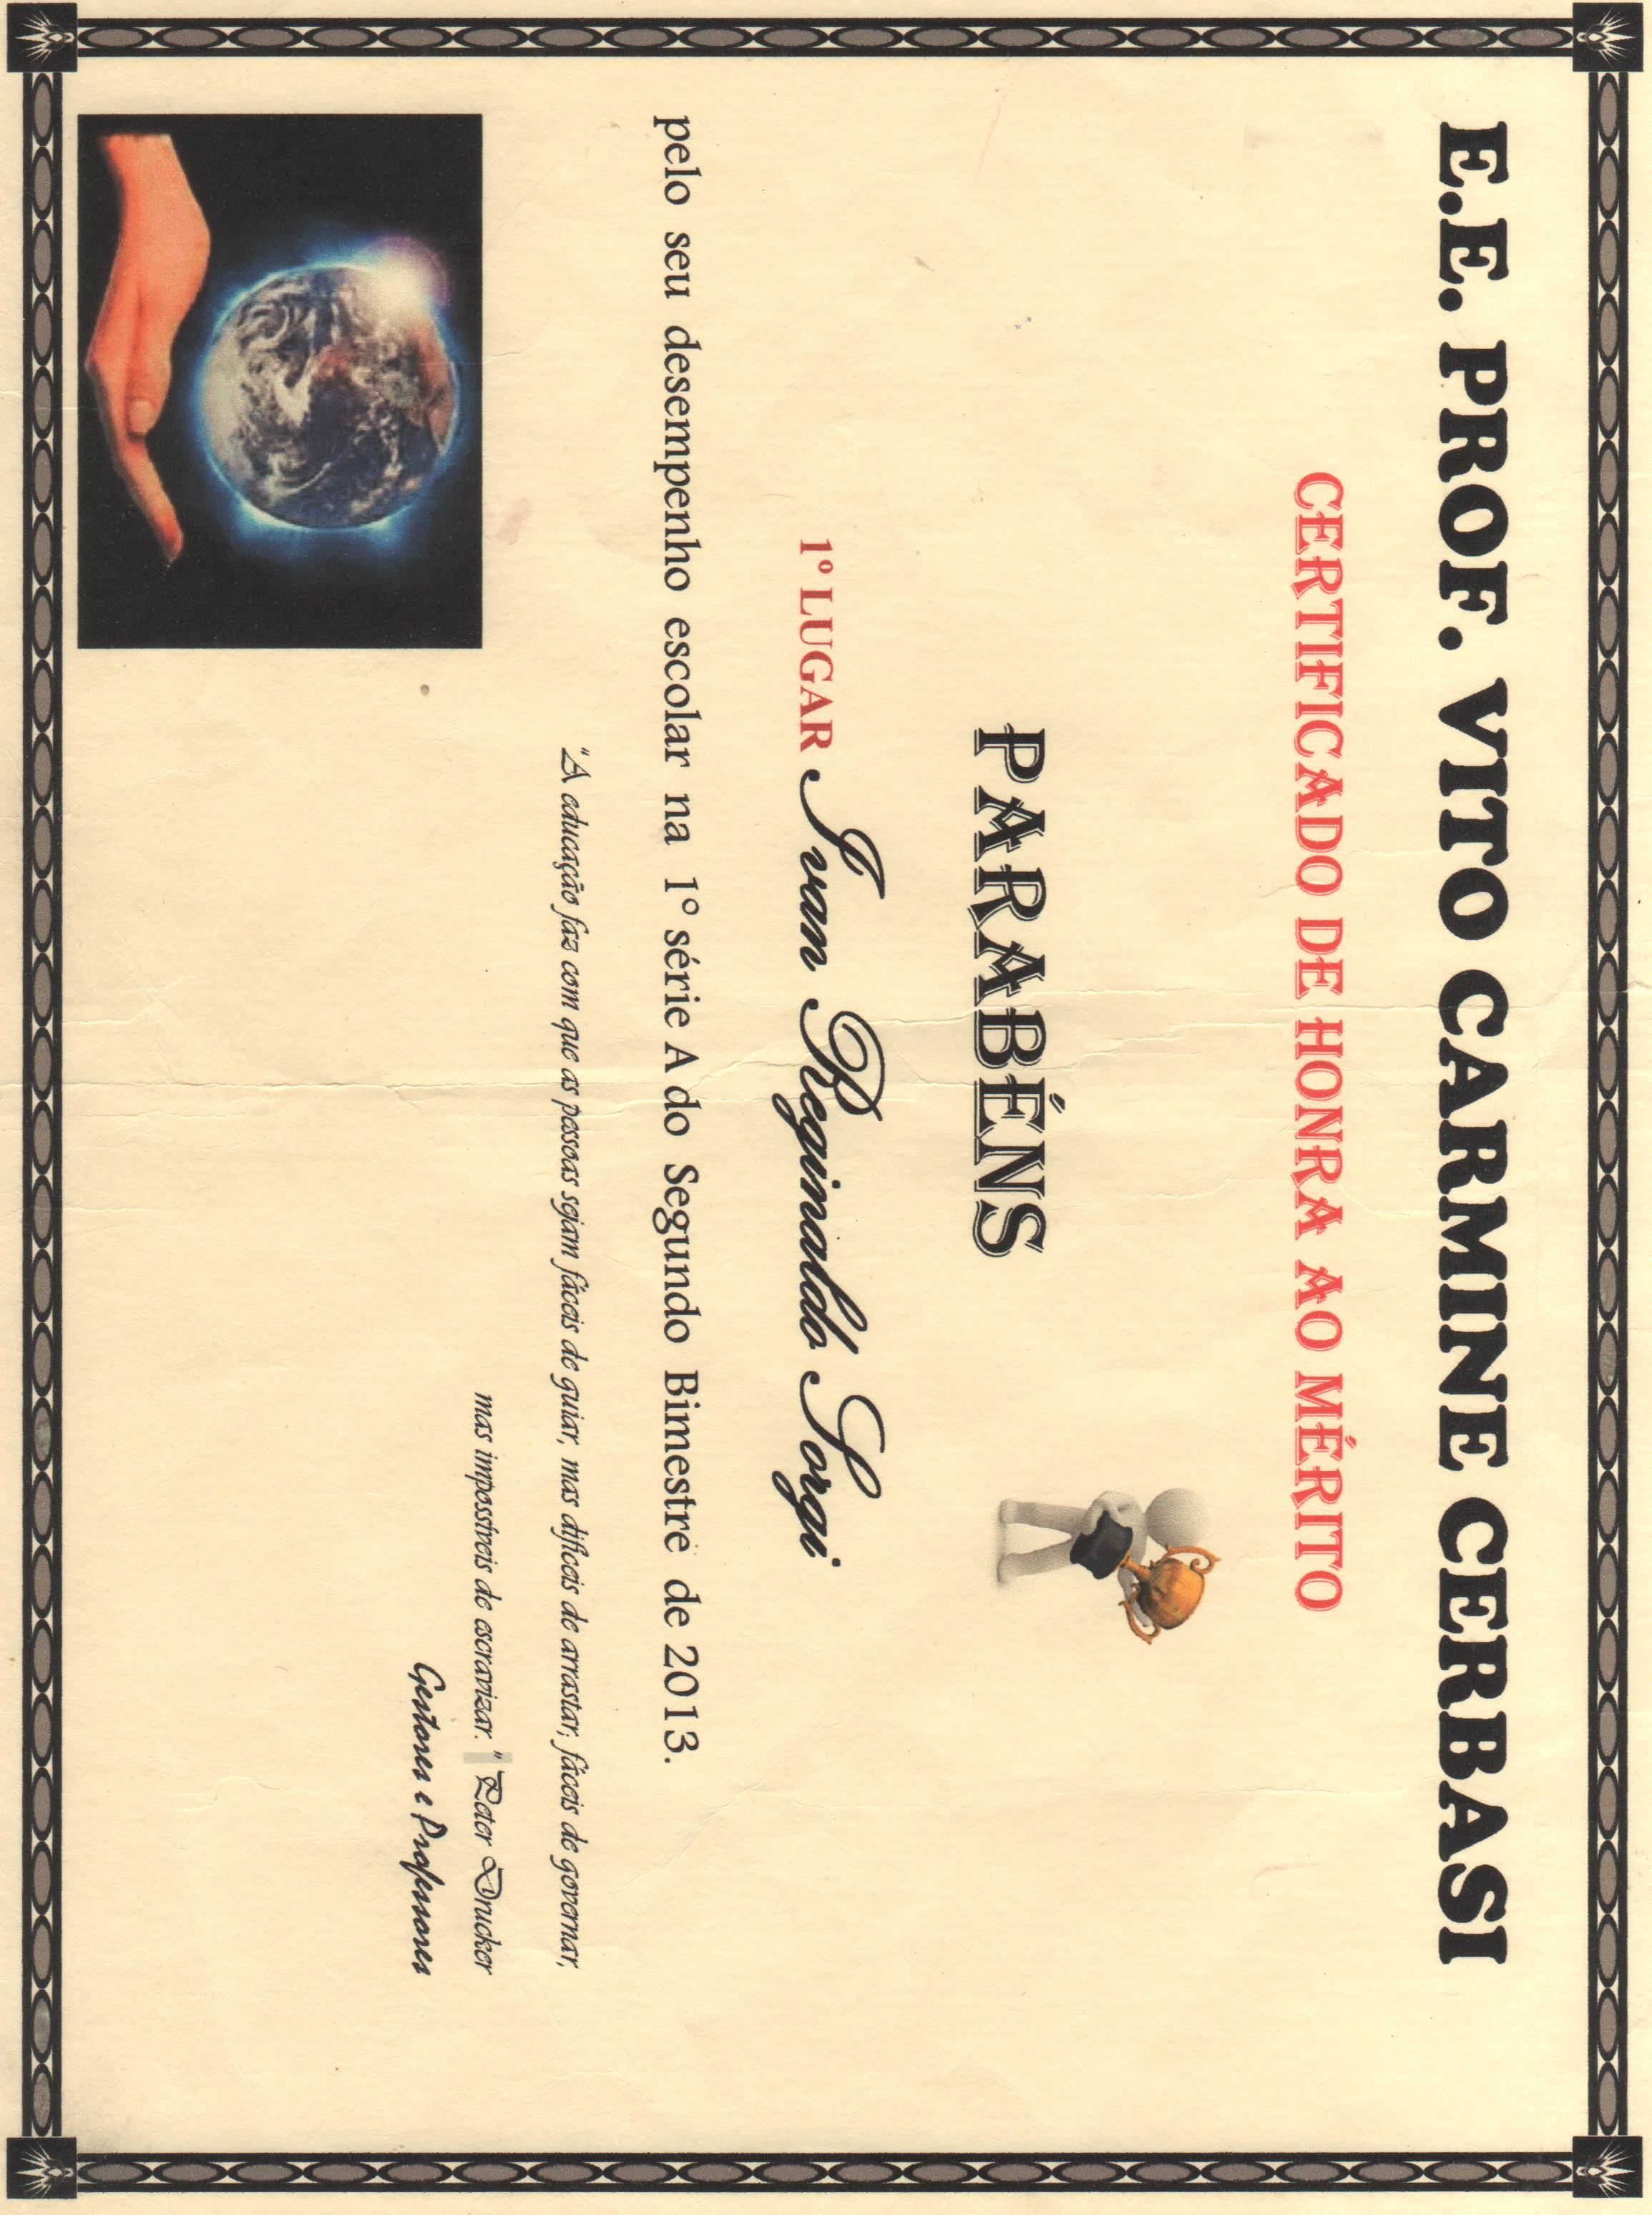 E.E. PROF. VITO CARMINE CERBASI
CERTIFICADO DE HONRA AO MÉRITO
PARABÉNS
1º LUGAR Ivan Reginaldo Sorgi
pelo seu desempenho escolar na 1º série A do Segundo Bimestre de 2013.
"A educação faz com que as pessoas sejam fáceis de guiar, mas difíceis de arrastar; fáceis de governar,
mas impossíveis de escravizar." Peter Drucker
Gestores e Professores